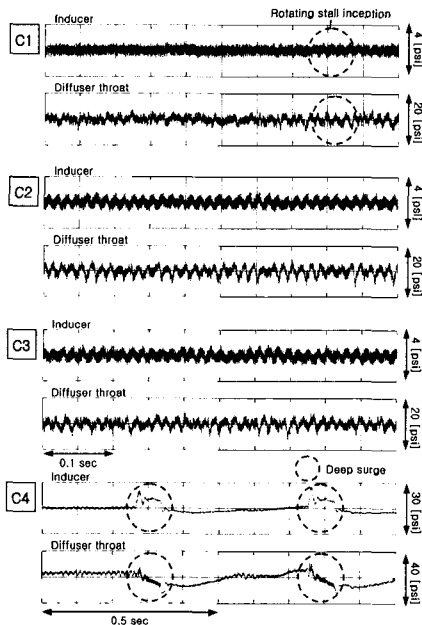 Inducer
Rotating stall inception
C1
4 [psi]
Diffuser throat
20 [psi]
Inducer
C2
4 [psi]
Diffuser throat
20 [psi]
Inducer
C3
4 [psi]
Diffuser throat
20 [psi]
0.1 sec
Deep surge
Inducer
C4
30 [psi]
Diffuser throat
40 [psi]
0.5 sec